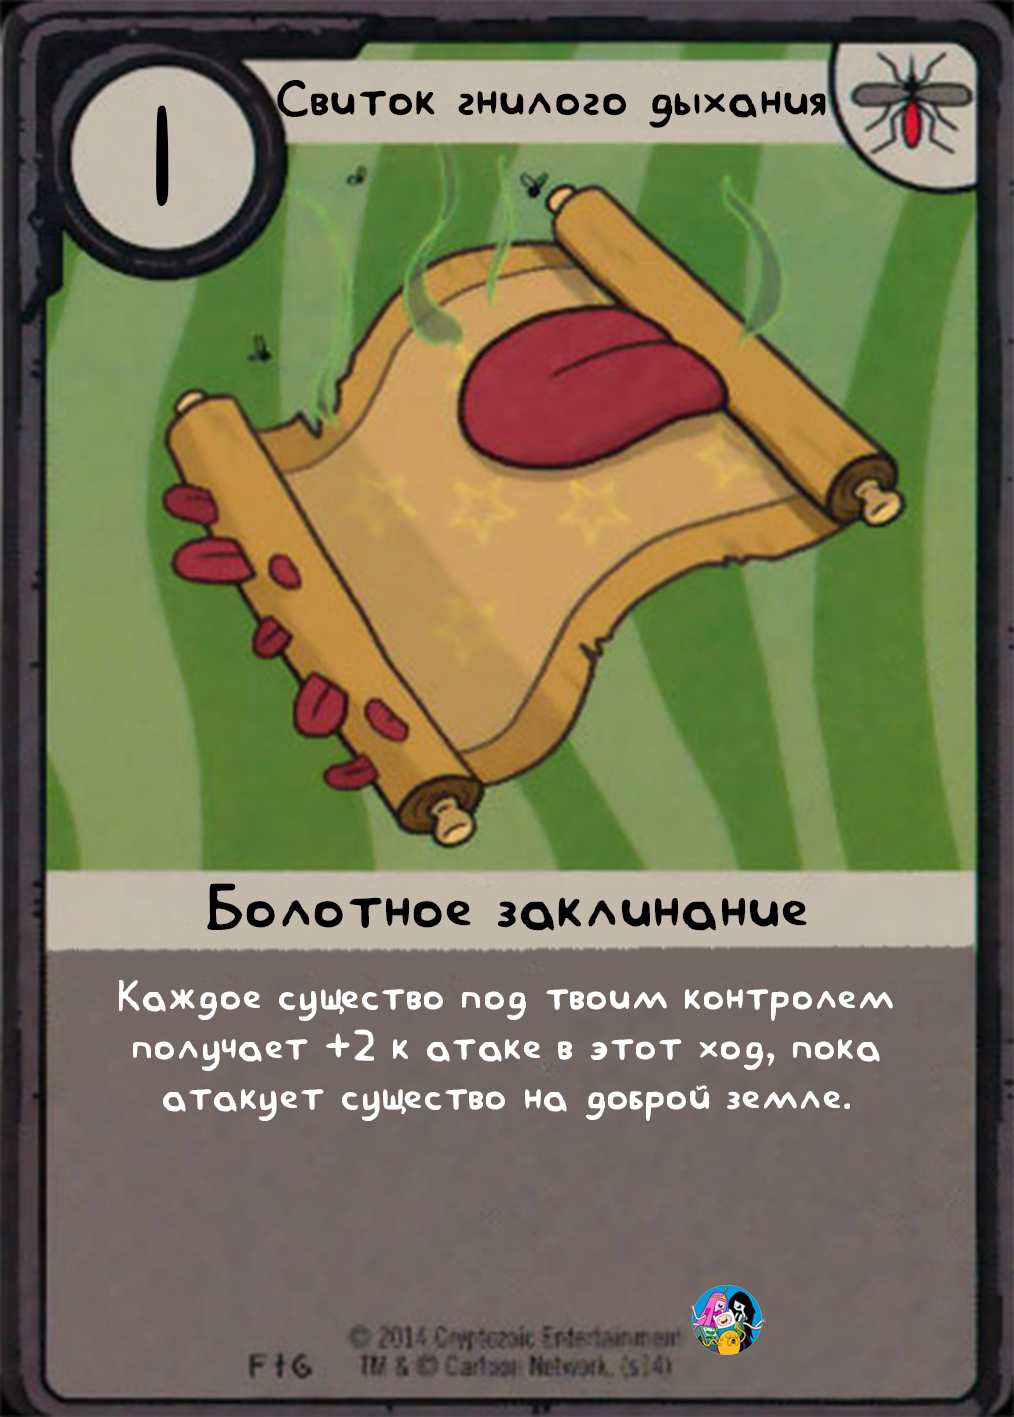 1
Свиток гнилого дыхания
Болотное заклинание
Каждое существо под твоим контролем
получает +2 к атаке в этот ход, пока
атакует существо на доброй земле.
© 2014 Cryptozoic Entertainment
FtG TM & © Cartoon Network. (s14)